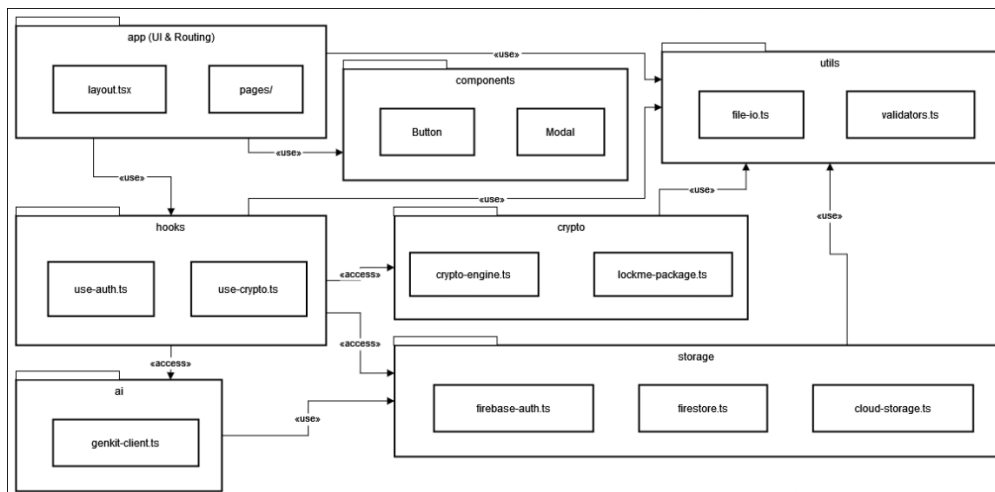 app (UI & Routing)
layout.tsx
pages/
«use»
components
Button
Modal
utils
file-io.ts
validators.ts
«use»
«use»
«use»
hooks
use-auth.ts
use-crypto.ts
«access»
crypto
crypto-engine.ts
lockme-package.ts
«use»
«use»
«access»
«access»
storage
firebase-auth.ts
firestore.ts
cloud-storage.ts
ai
genkit-client.ts
«use»